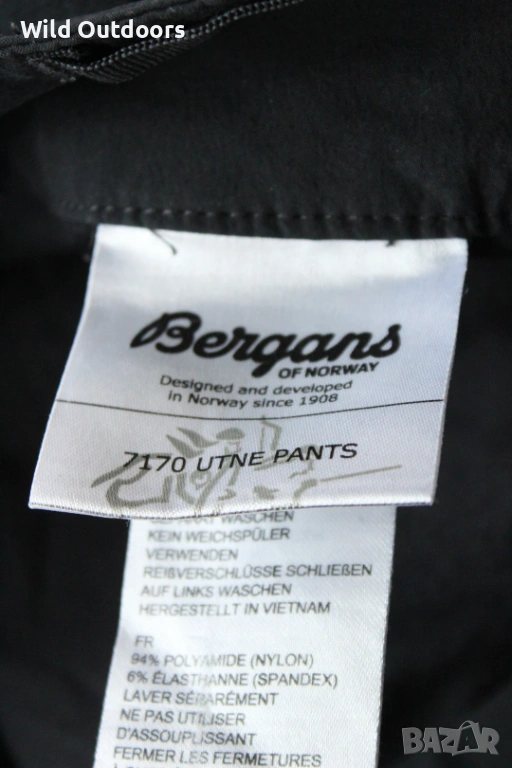 Wild Outdoors
Bergans
OF NORWAY
Designed and developed
in Norway since 1908
7170 UTNE PANTS
WASCHEN
KEIN WEICHSPÜLER
VERWENDEN
REIßVERSCHLÜSSE SCHLIEßEN
AUF LINKS WASCHEN
HERGESTELLT IN VIETNAM
FR
94% POLYAMIDE (NYLON)
6% ÉLASTHANNE (SPANDEX)
LAVER SÉPARÉMENT
NE PAS UTILISER
D'ASSOUPLISSANT
FERMER LES FERMETURES
BAZAR